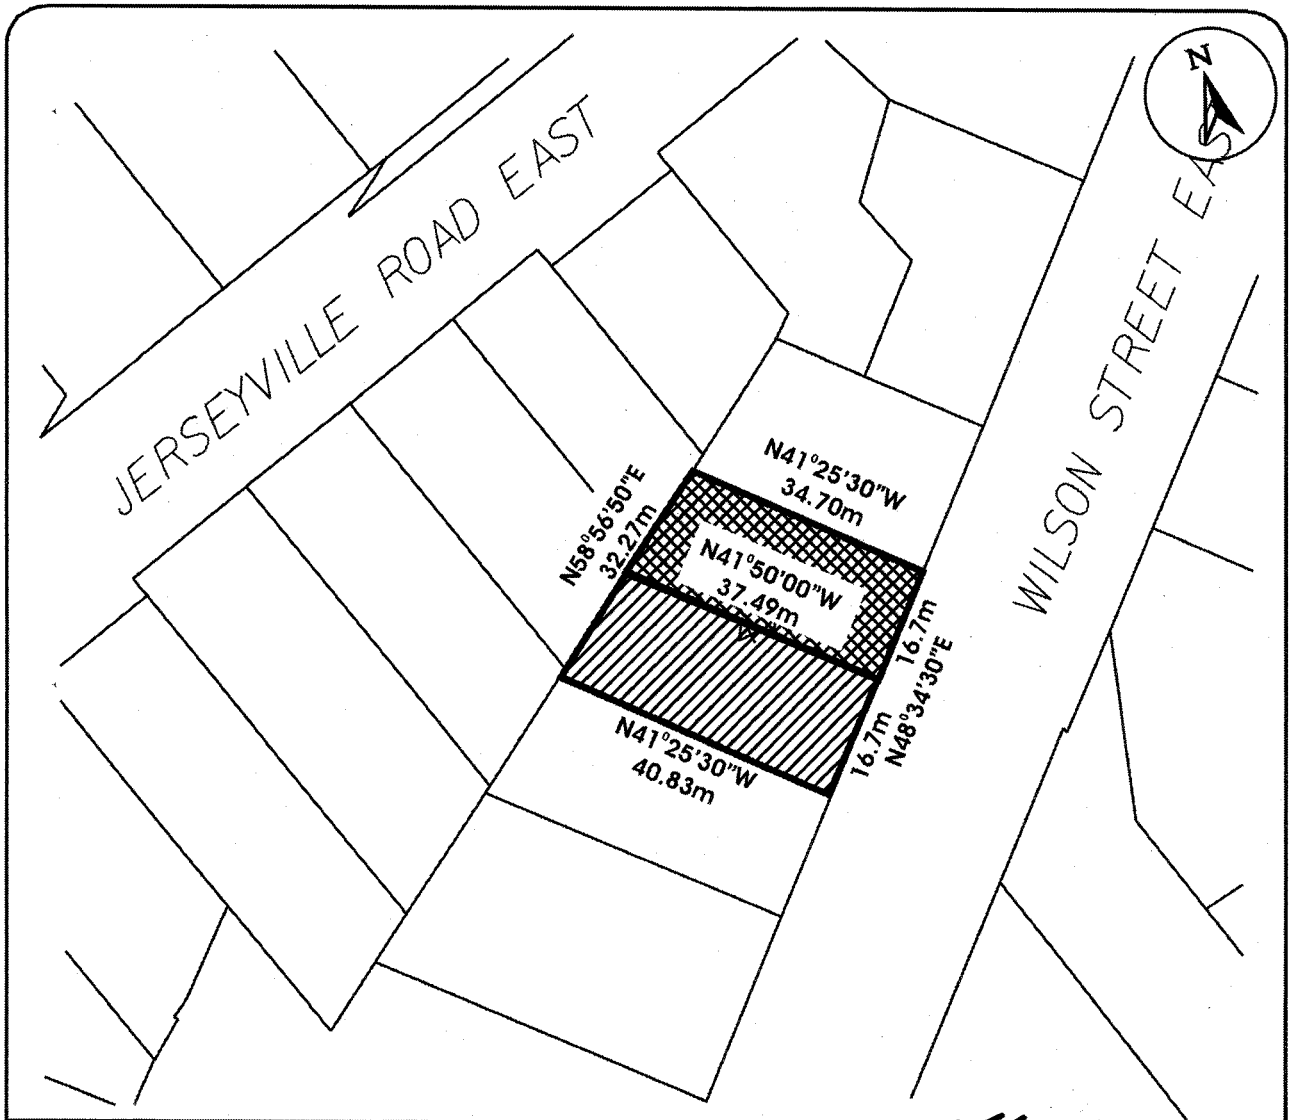 N
JERSEYVILLE ROAD EAST
WILSON STREET EAST
N41°25'30"W
34.70m
N58°56'50"E
32.27m
N41°50'00"W
37.49m
16.7m
N48°34'30"E
16.7m
N41°25'30"W
40.83m